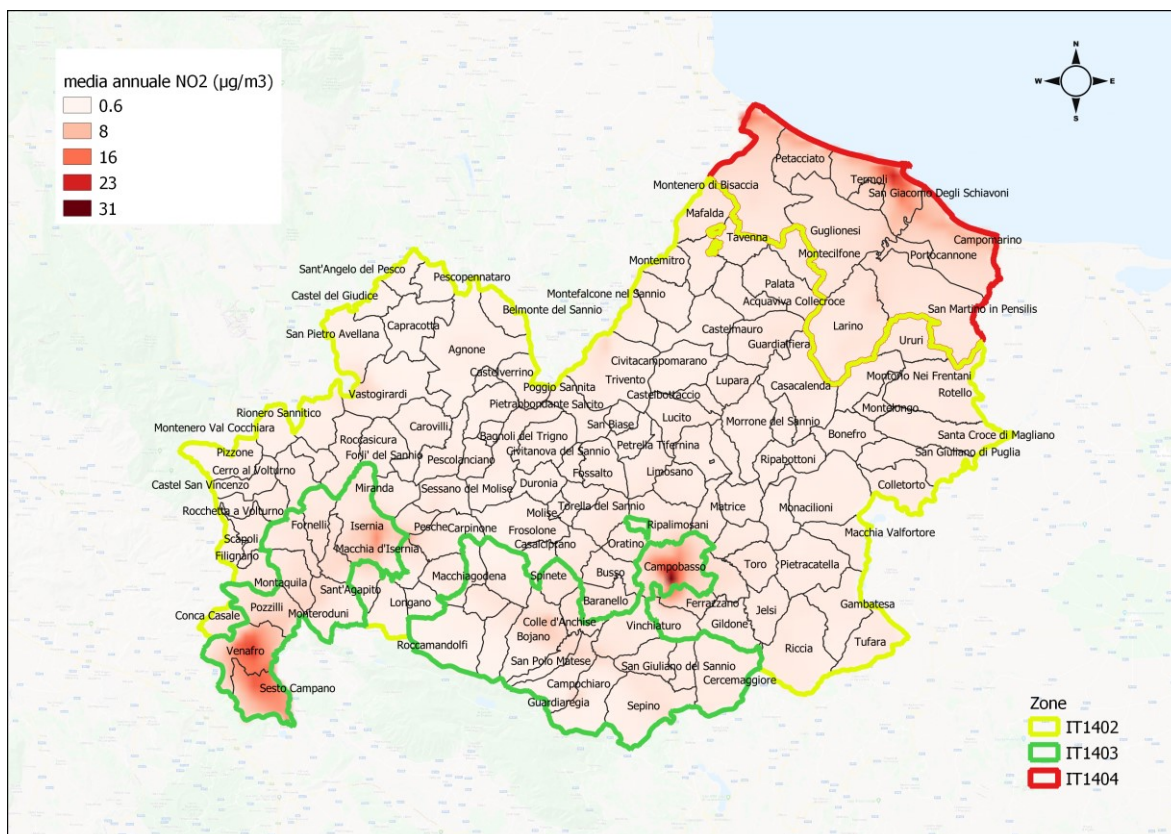 N
W
E
S
media annuale NO2 (µg/m3)
0.6
8
16
23
31
Petacciato
Termoli
San Giacomo Degli Schiavoni
Montenero di Bisaccia
Mafalda
Guglionesi
Campomarino
Tavenna
Montecilfone
Portocannone
Sant'Angelo del Pesco
Pescopennataro
Montemitro
Palata
Castel del Giudice
Montefalcone nel Sannio
Acquaviva Collecroce
Belmonte del Sannio
San Martino in Pensilis
San Pietro Avellana
Capracotta
Castelmauro
Larino
Guardialfiera
Ururi
Agnone
Civitacampomarano
Castelverrino
Montorio Nei Frentani
Trivento
Lupara
Poggio Sannita
Casacalenda
Rotello
Vastogirardi
Castelbottaccio
Pietrabbondante
Salcito
Montelongo
Rionero Sannitico
Lucito
Montenero Val Cocchiara
Carovilli
San Biase
Morrone del Sannio
Bonefro
Santa Croce di Magliano
Roccasicura
Bagnoli del Trigno
Petrella Tifernina
Pizzone
Forli' del Sannio
Civitanova del Sannio
San Giuliano di Puglia
Pescolanciano
Ripabottoni
Cerro al Volturno
Fossalto
Limosano
Castel San Vincenzo
Miranda
Sessano del Molise
Duronia
Colletorto
Rocchetta a Volturno
Torella del Sannio
Matrice
Monacilioni
Molise
Fornelli
Isernia
Pesche
Carpinone
Ripalimosani
Macchia Valfortore
Frosolone
Scapoli
Macchia d'Isernia
Casalciprano
Oratino
Filignano
Campobasso
Toro
Pietracatella
Montaquila
Macchiagodena
Spinete
Busso
Sant'Agapito
Longano
Baranello
Ferrazzano
Jelsi
Gambatesa
Pozzilli
Monteroduni
Conca Casale
Colle d'Anchise
Gildone
Vinchiaturo
Bojano
Tufara
Roccamandolfi
Riccia
Venafro
San Polo Matese
San Giuliano del Sannio
Cercemaggiore
Sesto Campano
Campochiaro
Guardiaregia
Sepino
Zone
IT1402
IT1403
IT1404